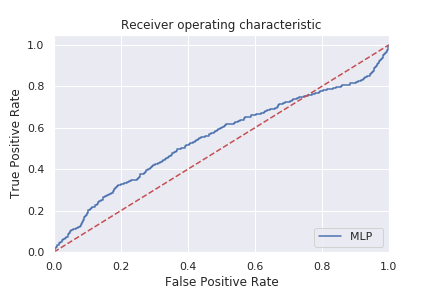 Receiver operating characteristic
True Positive Rate
1.0
0.8
0.6
0.4
0.2
0.0
0.0 0.2 0.4 0.6 0.8 1.0
False Positive Rate
MLP